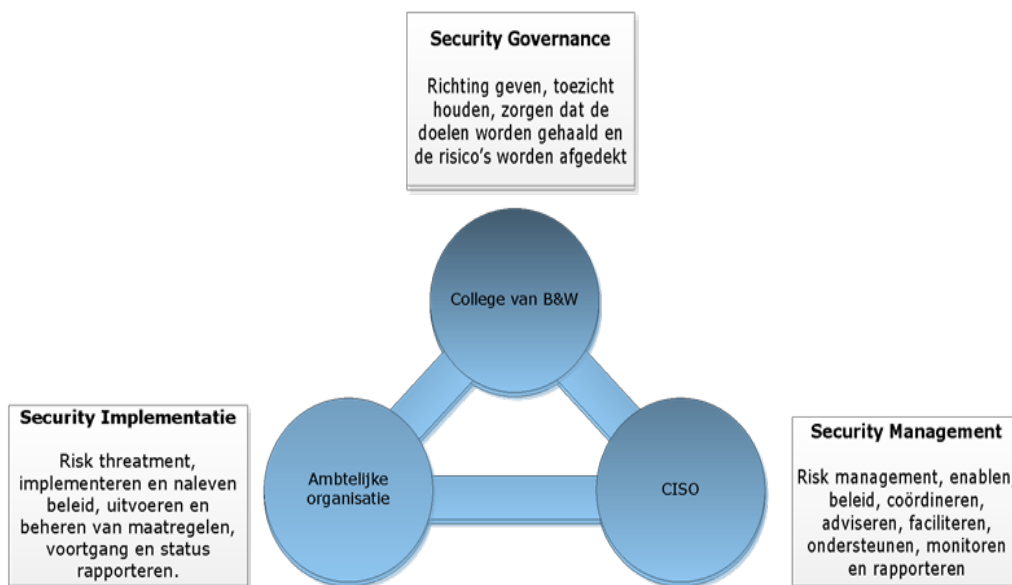 Security Governance
Richting geven, toezicht
houden, zorgen dat de
doelen worden gehaald en
de risico's worden afgedekt
College van B&W
Security Implementatie
Risk threatment,
implementeren en naleven
beleid, uitvoeren en
beheren van maatregelen,
voortgang en status
rapporteren.
Ambtelijke
organisatie
CISO
Security Management
Risk management, enablen,
beleid, coördineren,
adviseren, faciliteren,
ondersteunen, monitoren
en rapporteren